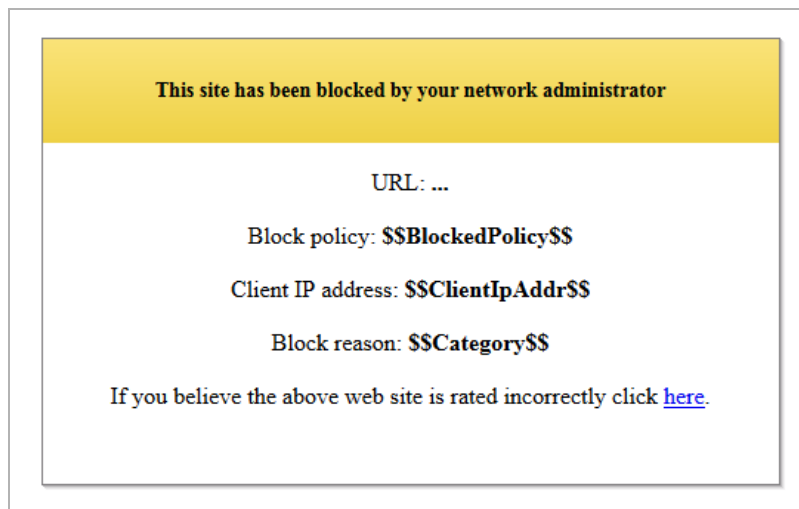 This site has been blocked by your network administrator
URL: ...
Block policy: $$BlockedPolicy$$
Client IP address: $$ClientIpAddr$$
Block reason: $$Category$$
If you believe the above web site is rated incorrectly click here.